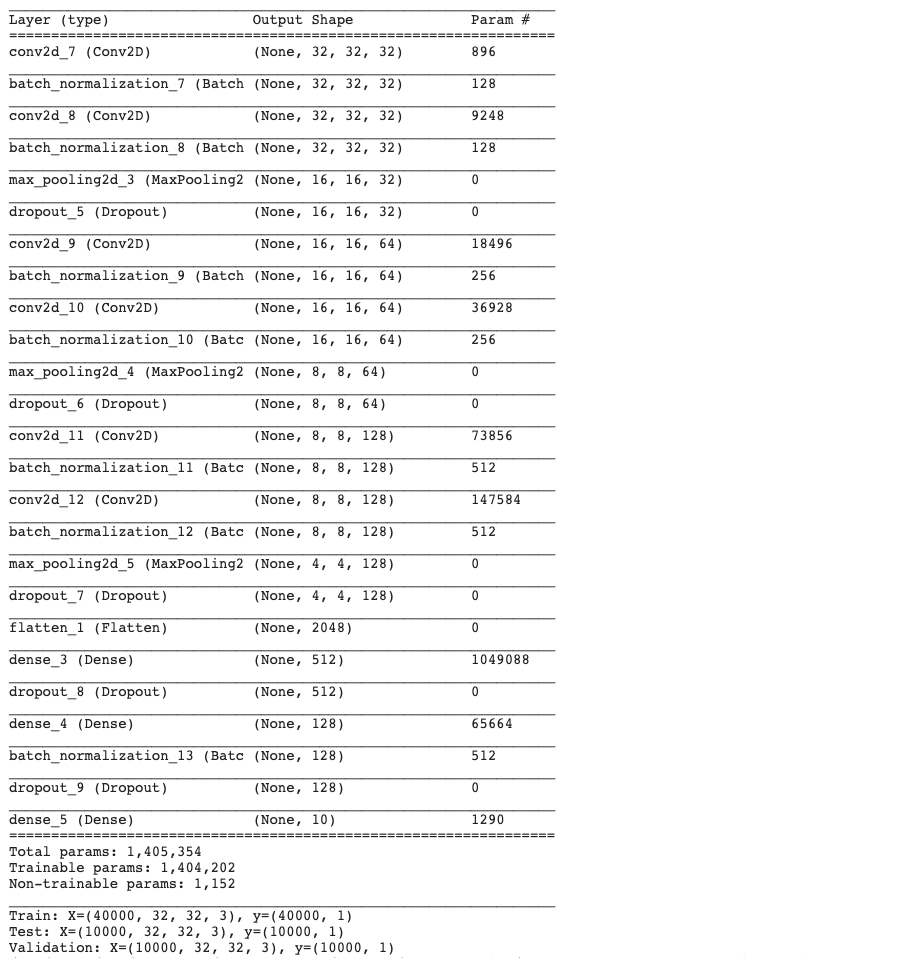 Layer (type) Output Shape Param #
=================================================================
conv2d_7 (Conv2D) (None, 32, 32, 32) 896
batch_normalization_7 (Batch (None, 32, 32, 32) 128
conv2d_8 (Conv2D) (None, 32, 32, 32) 9248
batch_normalization_8 (Batch (None, 32, 32, 32) 128
max_pooling2d_3 (MaxPooling2 (None, 16, 16, 32) 0
dropout_5 (Dropout) (None, 16, 16, 32) 0
conv2d_9 (Conv2D) (None, 16, 16, 64) 18496
batch_normalization_9 (Batch (None, 16, 16, 64) 256
conv2d_10 (Conv2D) (None, 16, 16, 64) 36928
batch_normalization_10 (Batc (None, 16, 16, 64) 256
max_pooling2d_4 (MaxPooling2 (None, 8, 8, 64) 0
dropout_6 (Dropout) (None, 8, 8, 64) 0
conv2d_11 (Conv2D) (None, 8, 8, 128) 73856
batch_normalization_11 (Batc (None, 8, 8, 128) 512
conv2d_12 (Conv2D) (None, 8, 8, 128) 147584
batch_normalization_12 (Batc (None, 8, 8, 128) 512
max_pooling2d_5 (MaxPooling2 (None, 4, 4, 128) 0
dropout_7 (Dropout) (None, 4, 4, 128) 0
flatten_1 (Flatten) (None, 2048) 0
dense_3 (Dense) (None, 512) 1049088
dropout_8 (Dropout) (None, 512) 0
dense_4 (Dense) (None, 128) 65664
batch_normalization_13 (Batc (None, 128) 512
dropout_9 (Dropout) (None, 128) 0
dense_5 (Dense) (None, 10) 1290
=================================================================
Total params: 1,405,354
Trainable params: 1,404,202
Non-trainable params: 1,152
Train: X=(40000, 32, 32, 3), y=(40000, 1)
Test: X=(10000, 32, 32, 3), y=(10000, 1)
Validation: X=(10000, 32, 32, 3), y=(10000, 1)